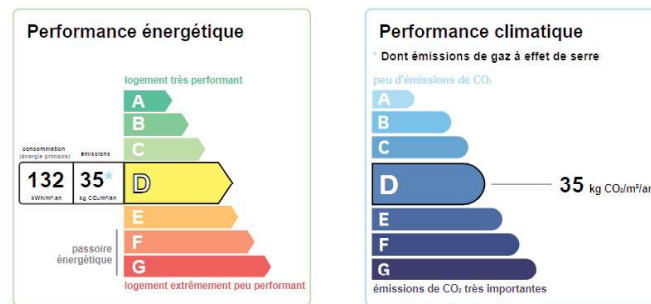 Performance énergétique
logement très performant
A
B
C
consommation
(énergie primaire)
émissions
132
kWh/m².an
35*
kg CO₂/m²/an
D
E
F
G
passoire
énergétique
logement extrêmement peu performant
Performance climatique
* Dont émissions de gaz à effet de serre
peu d'émissions de CO₂
A
B
C
D
35 kg CO₂/m²/an
E
F
G
émissions de CO₂ très importantes